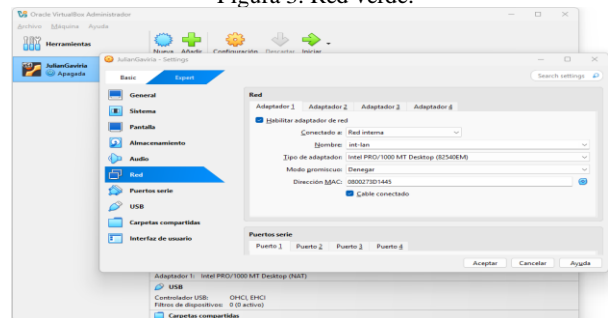 Figura 3. Red verde.
Oracle VirtualBox Administrador
Archivo Máquina Ayuda
Herramientas
Nueva Añadir Configuración Descartar Iniciar
JulianGaviria
Apagada
JulianGaviria - Settings
Basic Expert
Search settings
General
Sistema
Pantalla
Almacenamiento
Audio
Red
Puertos serie
USB
Carpetas compartidas
Interfaz de usuario
Red
Adaptador 1 Adaptador 2 Adaptador 3 Adaptador 4
Habilitar adaptador de red
Conectado a: Red interna
Nombre: int-lan
Tipo de adaptador: Intel PRO/1000 MT Desktop (82540EM)
Modo promiscuo: Denegar
Dirección MAC: 0800273D1445
Cable conectado
Puertos serie
Puerto 1 Puerto 2 Puerto 3 Puerto 4
Aceptar Cancelar Ayuda
Adaptador 1: Intel PRO/1000 MT Desktop (NAT)
USB
Controlador USB: OHCI, EHCI
Filtros de dispositivos: 0 (0 activo)
Carpetas compartidas